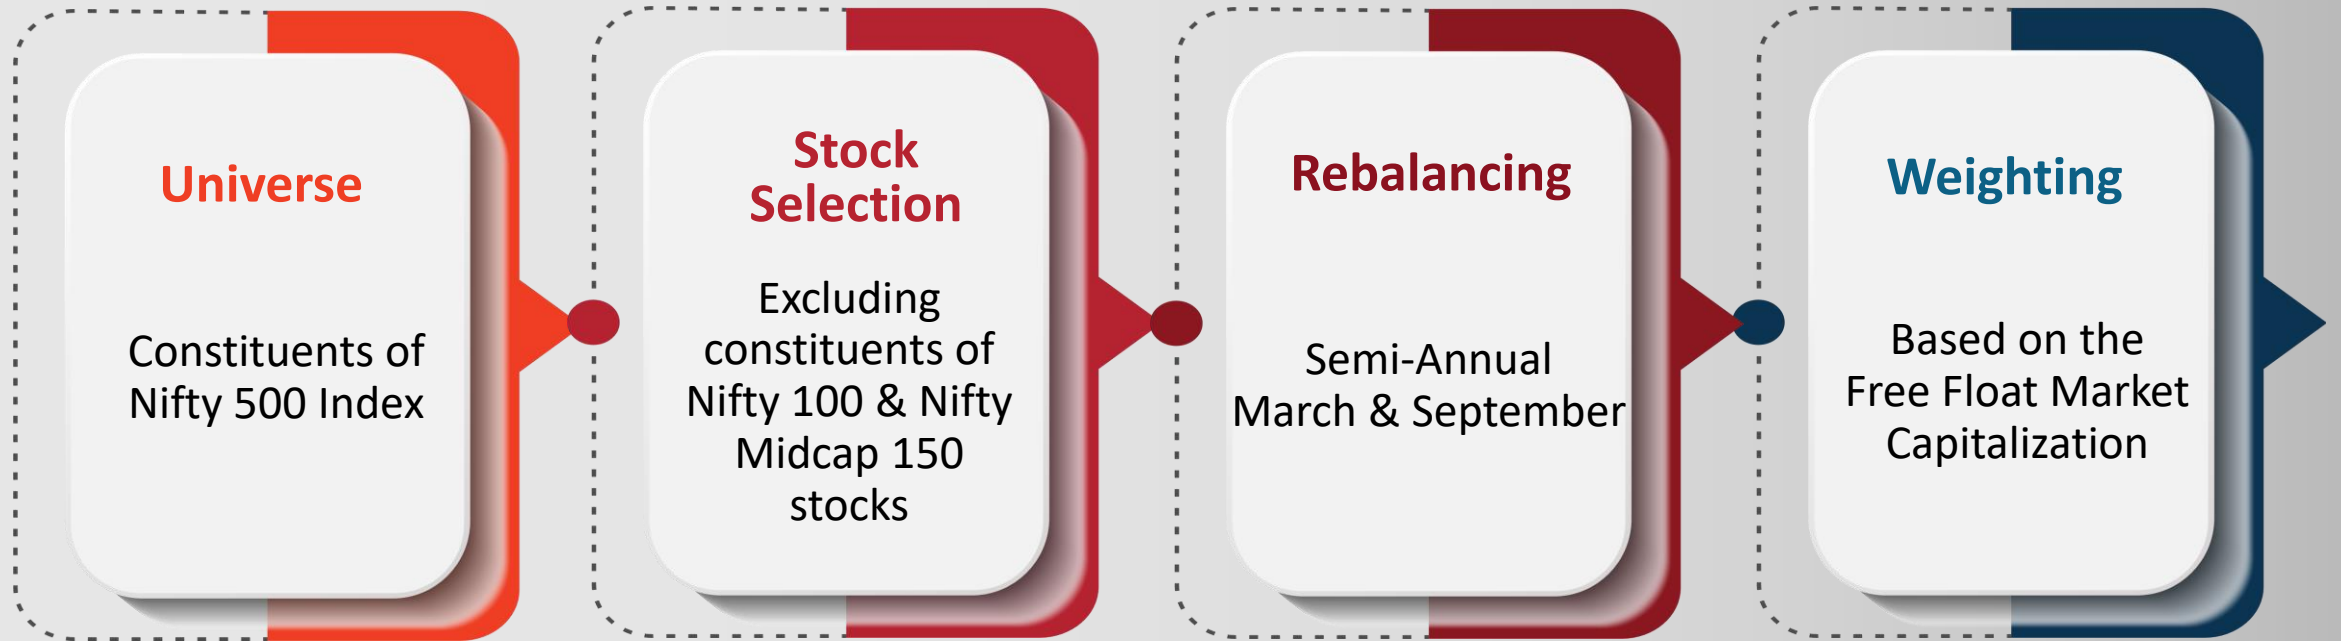 Universe
Constituents of
Nifty 500 Index
Stock
Selection
Excluding
constituents of
Nifty 100 & Nifty
Midcap 150
stocks
Rebalancing
Semi-Annual
March & September
Weighting
Based on the
Free Float Market
Capitalization